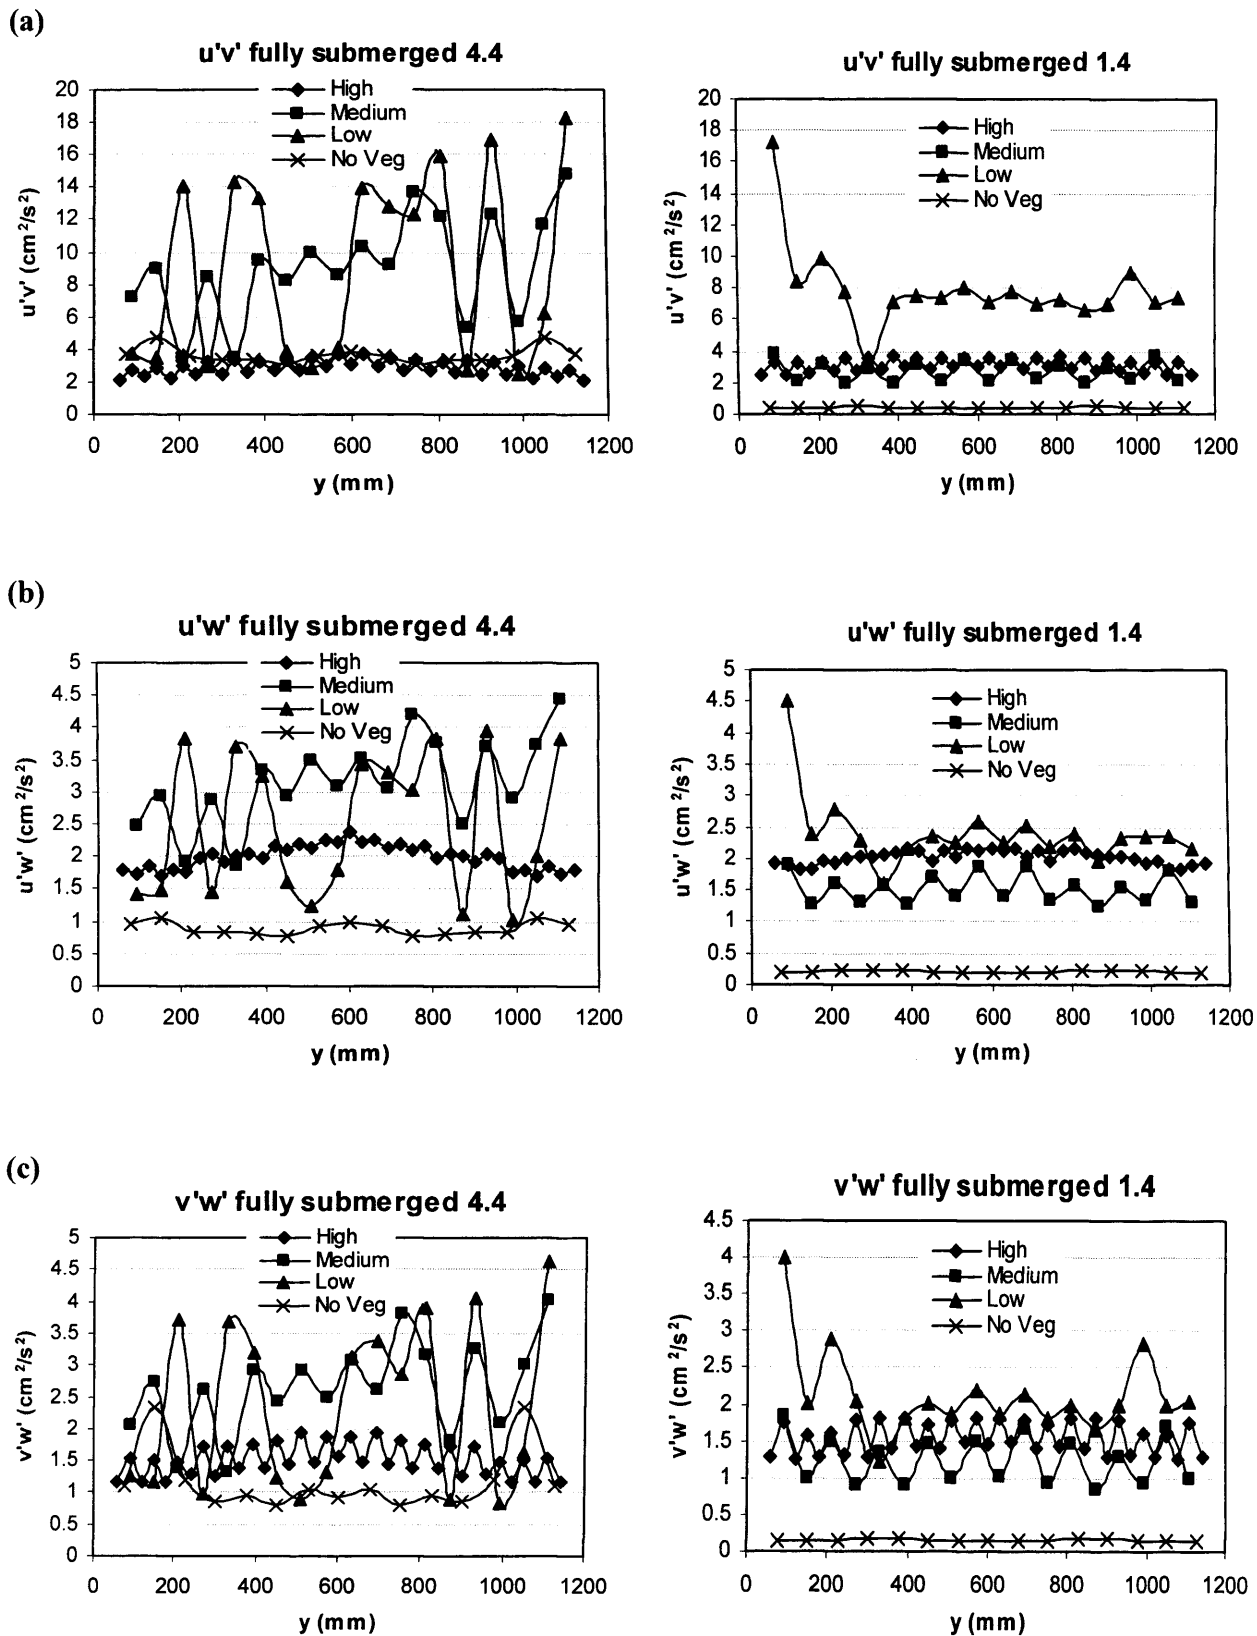 (a)
u'v' fully submerged 4.4
High
Medium
Low
No Veg
20
18
16
14
12
10
8
6
4
2
0
u'v' (cm²/s²)
0 200 400 600 800 1000 1200
y (mm)
u'v' fully submerged 1.4
High
Medium
Low
No Veg
20
18
16
14
12
10
8
6
4
2
0
u'v' (cm²/s²)
0 200 400 600 800 1000 1200
y (mm)
(b)
u'w' fully submerged 4.4
High
Medium
Low
No Veg
5
4.5
4
3.5
3
2.5
2
1.5
1
0.5
0
u'w' (cm²/s²)
0 200 400 600 800 1000 1200
y (mm)
u'w' fully submerged 1.4
High
Medium
Low
No Veg
5
4.5
4
3.5
3
2.5
2
1.5
1
0.5
0
u'w' (cm²/s²)
0 200 400 600 800 1000 1200
y (mm)
(c)
v'w' fully submerged 4.4
High
Medium
Low
No Veg
5
4.5
4
3.5
3
2.5
2
1.5
1
0.5
0
v'w' (cm²/s²)
0 200 400 600 800 1000 1200
y (mm)
v'w' fully submerged 1.4
High
Medium
Low
No Veg
4.5
4
3.5
3
2.5
2
1.5
1
0.5
0
v'w' (cm²/s²)
0 200 400 600 800 1000 1200
y (mm)